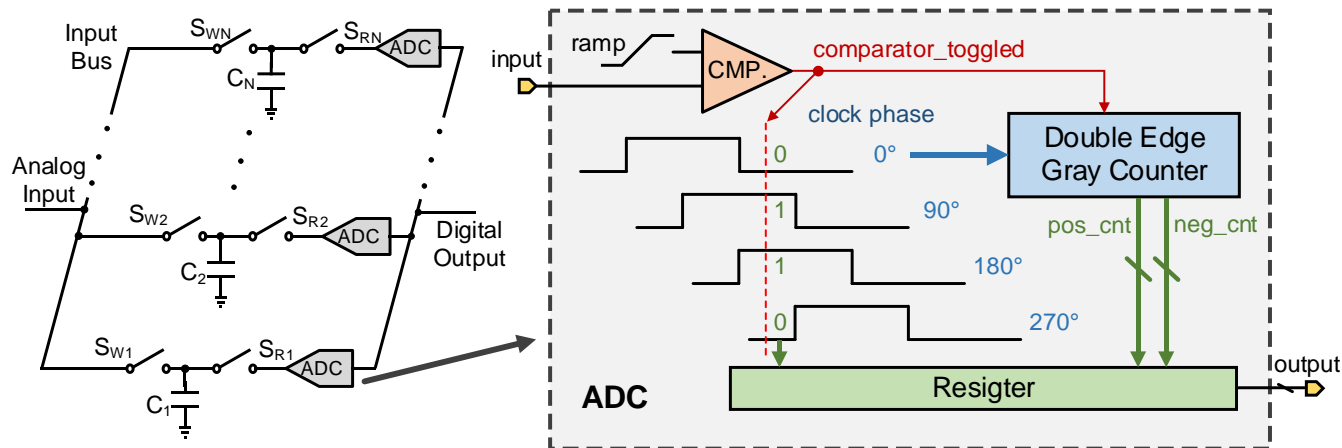 Input
Bus
S_WN
S_RN
ADC
C_N
Analog
Input
S_W2
S_R2
ADC
C_2
Digital
Output
S_W1
S_R1
ADC
C_1
ramp
input
CMP.
comparator_toggled
clock phase
0
0°
1
90°
1
180°
0
270°
Double Edge
Gray Counter
pos_cnt
neg_cnt
Resigter
output
ADC